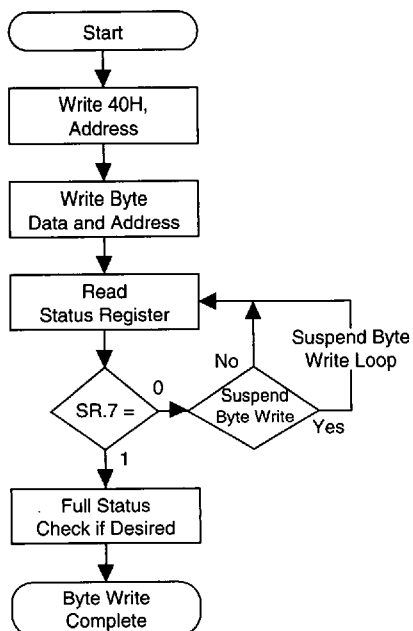 Start
Write 40H,
Address
Write Byte
Data and Address
Read
Status Register
Suspend Byte
Write Loop
No
0
SR.7 =
Suspend
Byte Write
Yes
1
Full Status
Check if Desired
Byte Write
Complete